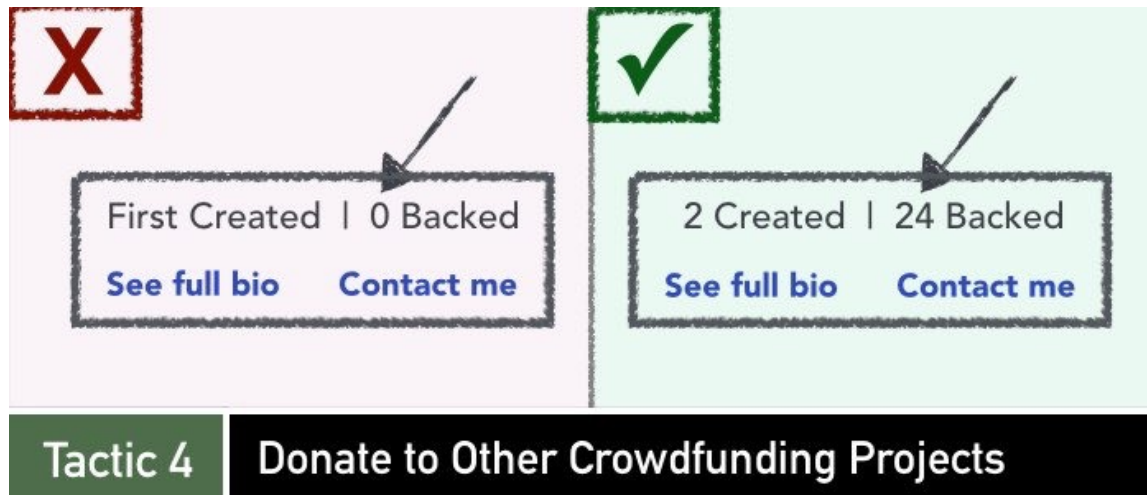 X
First Created | 0 Backed
See full bio Contact me
2 Created | 24 Backed
See full bio Contact me
Tactic 4 Donate to Other Crowdfunding Projects